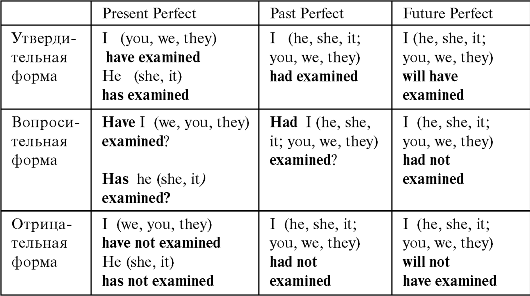 Present Perfect
Past Perfect
Future Perfect
Утверди-
тельная
форма
I (you, we, they)
have examined
He (she, it)
has examined
I (he, she, it;
you, we, they)
had examined
I (he, she, it;
you, we, they)
will have
examined
Вопроси-
тельная
форма
Have I (we, you, they)
examined?
Has he (she, it)
examined?
Had I (he, she,
it; you, we, they)
examined?
I (he, she, it;
you, we, they)
had not
examined
Отрица-
тельная
форма
I (we, you, they)
have not examined
He (she, it)
has not examined
I (he, she, it;
you, we, they)
had not
examined
I (he, she, it;
you, we, they)
will not
have examined